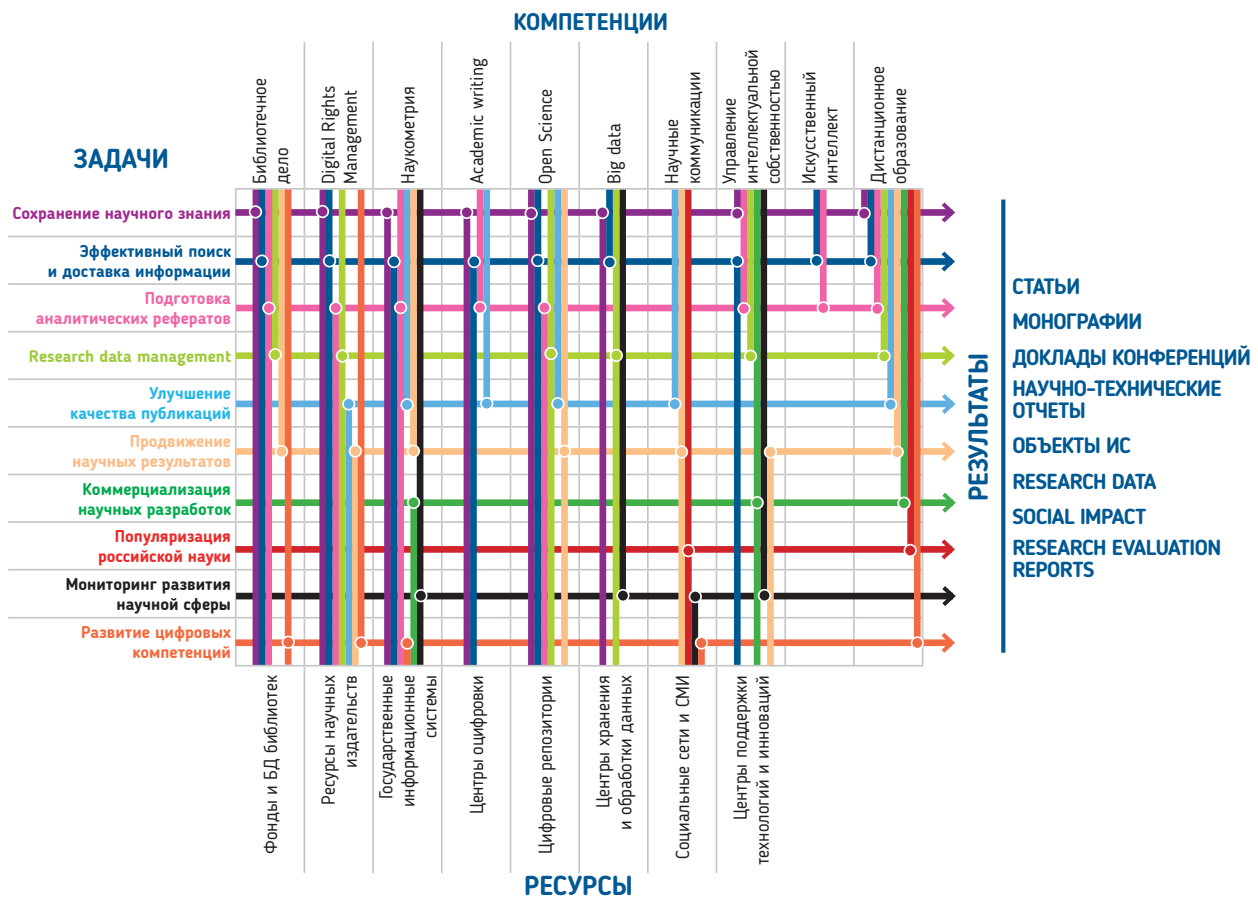 КОМПЕТЕНЦИИ
Библиотечное
дело
Digital Rights
Management
Наукометрия
Academic writing
Open Science
Big data
Научные
коммуникации
Управление
интеллектуальной
собственностью
Искусственный
интеллект
Дистанционное
образование
ЗАДАЧИ
Сохранение научного знания
Эффективный поиск
и доставка информации
Подготовка
аналитических рефератов
Research data management
Улучшение
качества публикаций
Продвижение
научных результатов
Коммерциализация
научных разработок
Популяризация
российской науки
Мониторинг развития
научной сферы
Развитие цифровых
компетенций
РЕЗУЛЬТАТЫ
СТАТЬИ
МОНОГРАФИИ
ДОКЛАДЫ КОНФЕРЕНЦИЙ
НАУЧНО-ТЕХНИЧЕСКИЕ
ОТЧЕТЫ
ОБЪЕКТЫ ИС
RESEARCH DATA
SOCIAL IMPACT
RESEARCH EVALUATION
REPORTS
Фонды и БД библиотек
Ресурсы научных
издательств
Государственные
информационные
системы
Центры оцифровки
Цифровые репозитории
Центры хранения
и обработки данных
Социальные сети и СМИ
Центры поддержки
технологий и инноваций
РЕСУРСЫ